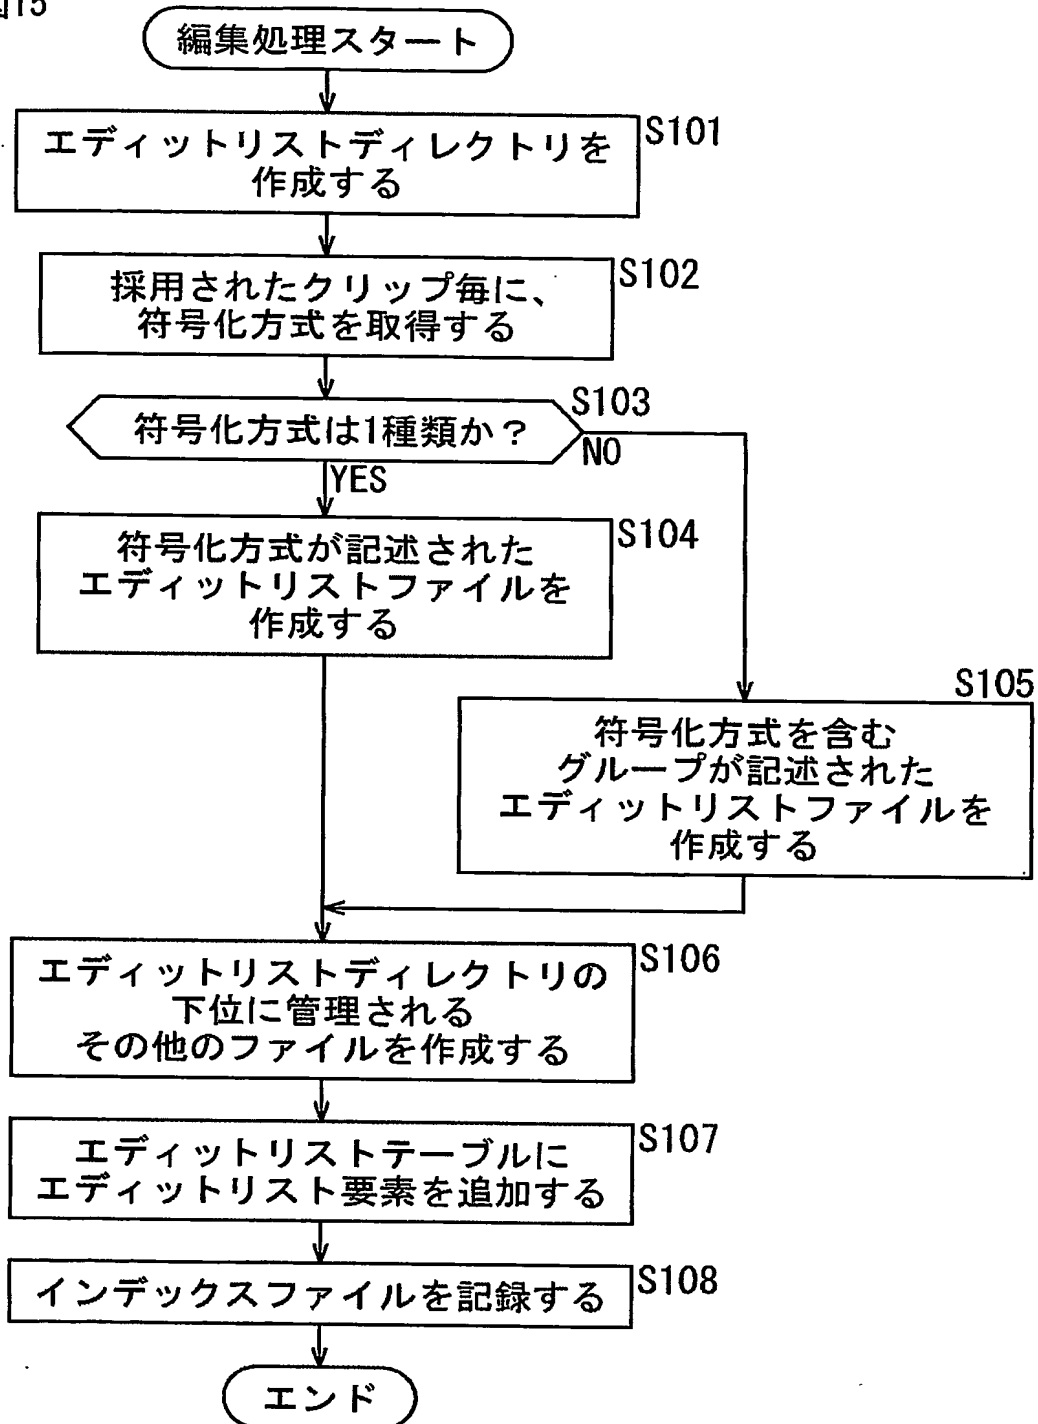 図15
編集処理スタート
エディットリストディレクトリを
作成する
S101
採用されたクリップ毎に、
符号化方式を取得する
S102
符号化方式は1種類か？
S103
NO
YES
符号化方式が記述された
エディットリストファイルを
作成する
S104
S105
符号化方式を含む
グループが記述された
エディットリストファイルを
作成する
エディットリストディレクトリの
下位に管理される
その他のファイルを作成する
S106
エディットリストテーブルに
エディットリスト要素を追加する
S107
インデックスファイルを記録する
S108
エンド